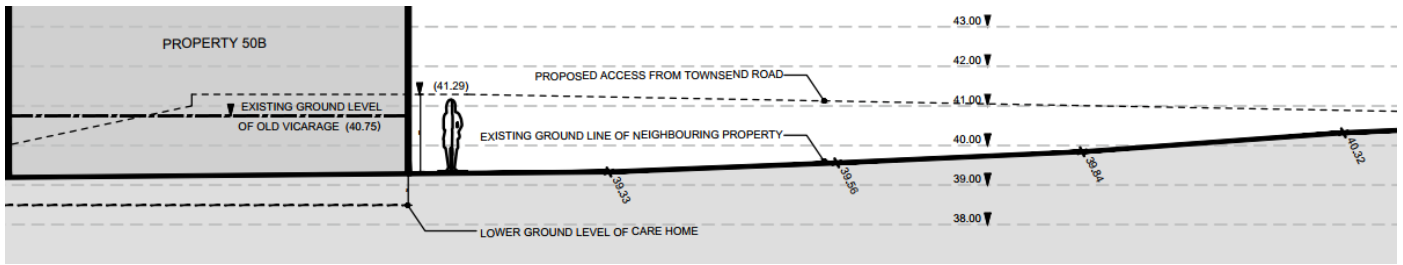 43.00
PROPERTY 50B
42.00
PROPOSED ACCESS FROM TOWNSEND ROAD
(41.29)
41.00
EXISTING GROUND LEVEL
OF OLD VICARAGE (40.75)
EXISTING GROUND LINE OF NEIGHBOURING PROPERTY
40.00
40.32
39.84
39.56
39.33
39.00
38.00
LOWER GROUND LEVEL OF CARE HOME